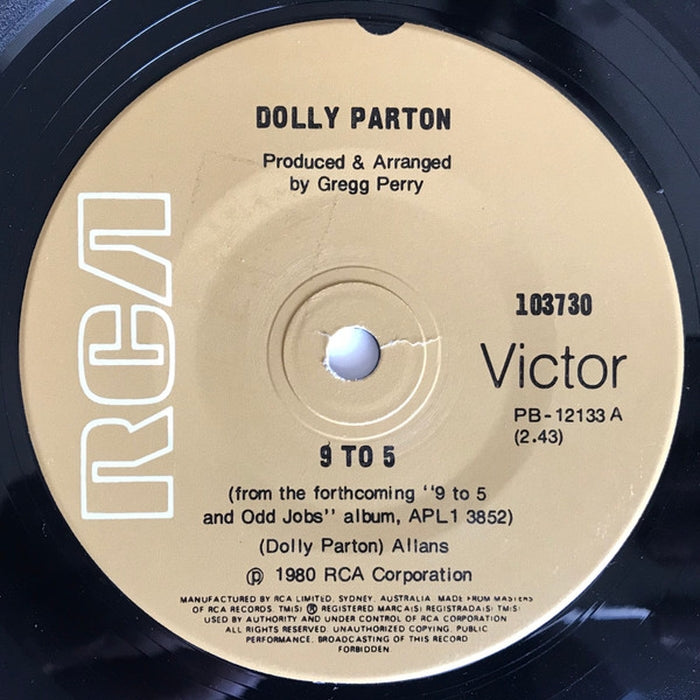 DOLLY PARTON
Produced & Arranged
by Gregg Perry
RCA
103730
Victor
PB-12133 A
(2.43)
9 TO 5
(from the forthcoming "9 to 5
and Odd Jobs" album, APL1 3852)
(Dolly Parton) Allans
℗ 1980 RCA Corporation
MANUFACTURED BY RCA LIMITED. SYDNEY. AUSTRALIA. MADE FROM MASTERS
OF RCA RECORDS. TM(S) ® REGISTERED MARCA(S) REGISTRADA(S) TM(S)
USED BY AUTHORITY AND UNDER CONTROL OF RCA CORPORATION
ALL RIGHTS RESERVED. UNAUTHORIZED COPYING. PUBLIC
PERFORMANCE. BROADCASTING OF THIS RECORD
FORBIDDEN